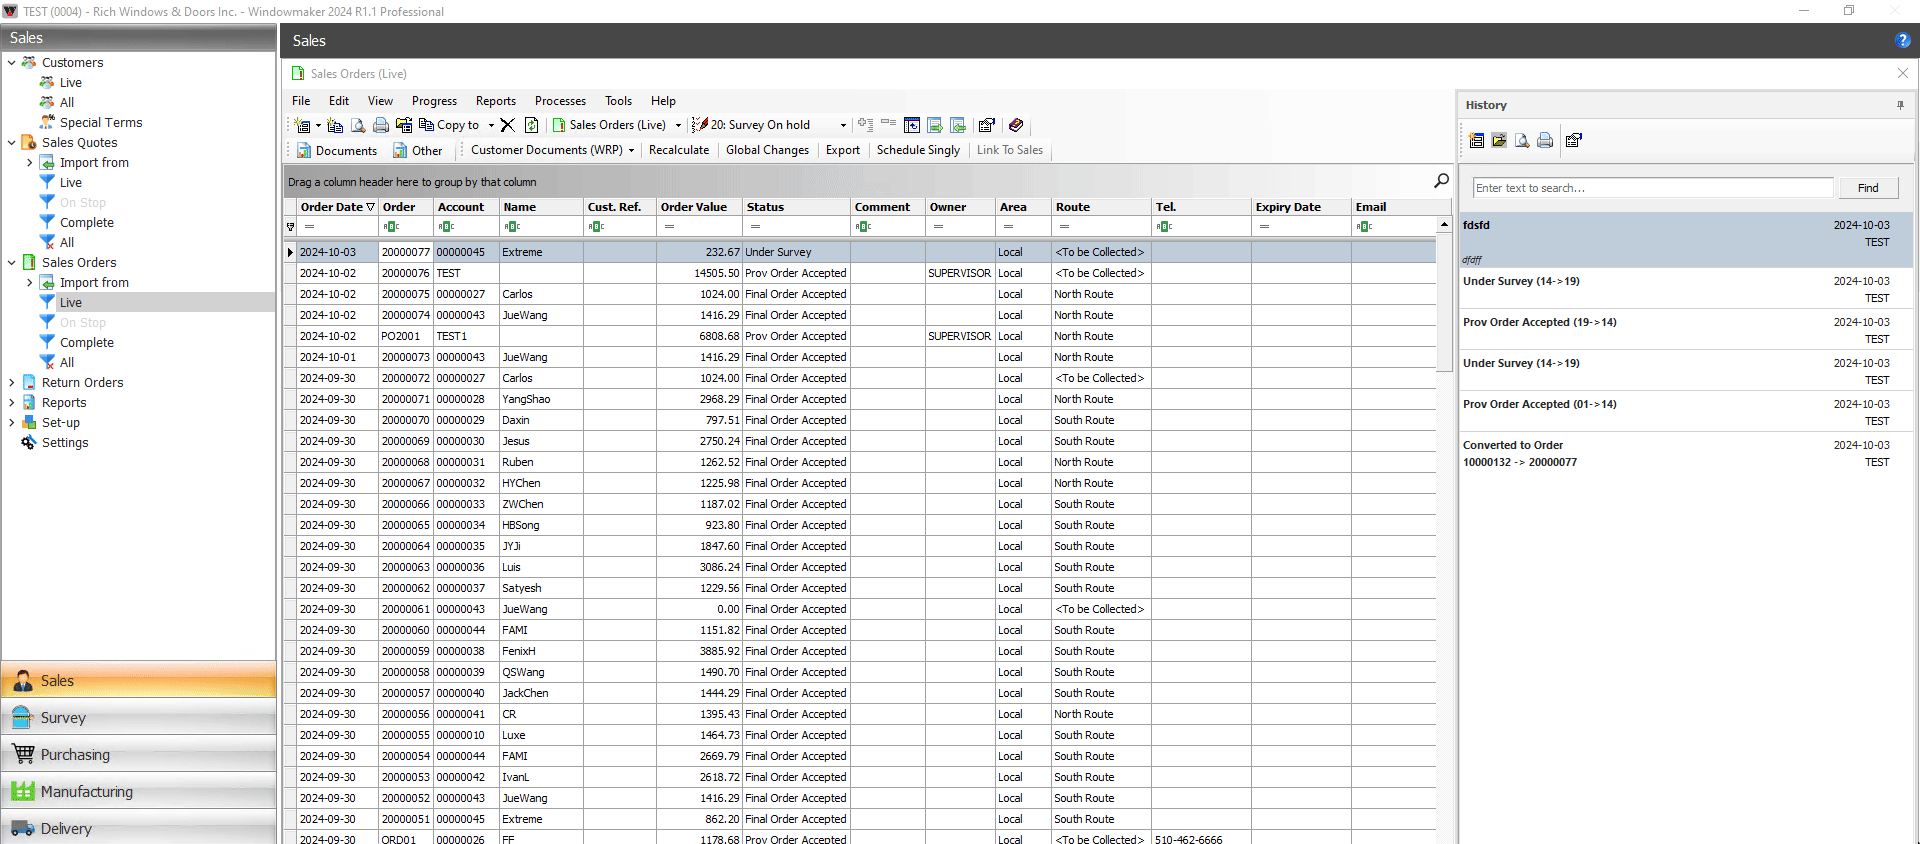 TEST (0004) - Rich Windows & Doors Inc. - Windowmaker 2024 R1.1 Professional
Sales
Customers
Live
All
Special Terms
Sales Quotes
Import from
Live
On Stop
Complete
All
Sales Orders
Import from
Live
On Stop
Complete
All
Return Orders
Reports
Set-up
Settings
Sales
Survey
Purchasing
Manufacturing
Delivery
Sales
Sales Orders (Live)
File Edit View Progress Reports Processes Tools Help
Copy to Sales Orders (Live) 20: Survey On hold
Documents Other Customer Documents (WRP) Recalculate Global Changes Export Schedule Singly Link To Sales
Drag a column header here to group by that column
Order Date Order Account Name Cust. Ref. Order Value Status Comment Owner Area Route Tel. Expiry Date Email
2024-10-03 20000077 00000045 Extreme 232.67 Under Survey Local <To be Collected>
2024-10-02 20000076 TEST 14505.50 Prov Order Accepted SUPERVISOR Local <To be Collected>
2024-10-02 20000075 00000027 Carlos 1024.00 Final Order Accepted Local North Route
2024-10-02 20000074 00000043 JueWang 1416.29 Final Order Accepted Local North Route
2024-10-02 PO2001 TEST1 6808.68 Prov Order Accepted SUPERVISOR Local North Route
2024-10-01 20000073 00000043 JueWang 1416.29 Final Order Accepted Local North Route
2024-09-30 20000072 00000027 Carlos 1024.00 Final Order Accepted Local <To be Collected>
2024-09-30 20000071 00000028 YangShao 2968.29 Final Order Accepted Local North Route
2024-09-30 20000070 00000029 Daxin 797.51 Final Order Accepted Local South Route
2024-09-30 20000069 00000030 Jesus 2750.24 Final Order Accepted Local South Route
2024-09-30 20000068 00000031 Ruben 1262.52 Final Order Accepted Local North Route
2024-09-30 20000067 00000032 HYChen 1225.98 Final Order Accepted Local North Route
2024-09-30 20000066 00000033 ZWChen 1187.02 Final Order Accepted Local South Route
2024-09-30 20000065 00000034 HBSong 923.80 Final Order Accepted Local South Route
2024-09-30 20000064 00000035 JYJi 1847.60 Final Order Accepted Local South Route
2024-09-30 20000063 00000036 Luis 3086.24 Final Order Accepted Local South Route
2024-09-30 20000062 00000037 Satyesh 1229.56 Final Order Accepted Local South Route
2024-09-30 20000061 00000043 JueWang 0.00 Final Order Accepted Local <To be Collected>
2024-09-30 20000060 00000044 FAMI 1151.82 Final Order Accepted Local South Route
2024-09-30 20000059 00000038 FenixH 3885.92 Final Order Accepted Local South Route
2024-09-30 20000058 00000039 QSWang 1490.70 Final Order Accepted Local South Route
2024-09-30 20000057 00000040 JackChen 1444.29 Final Order Accepted Local South Route
2024-09-30 20000056 00000041 CR 1395.43 Final Order Accepted Local North Route
2024-09-30 20000055 00000010 Luxe 1464.73 Final Order Accepted Local South Route
2024-09-30 20000054 00000044 FAMI 2669.79 Final Order Accepted Local South Route
2024-09-30 20000053 00000042 IvanL 2618.72 Final Order Accepted Local South Route
2024-09-30 20000052 00000043 JueWang 1416.29 Final Order Accepted Local South Route
2024-09-30 20000051 00000045 Extreme 862.20 Final Order Accepted Local South Route
2024-09-30 ORD01 00000026 FF 1178.68 Prov Order Accepted Local <To be Collected> 510-462-6666
History
Enter text to search... Find
fdsfd 2024-10-03
TEST
dfdff
Under Survey (14->19) 2024-10-03
TEST
Prov Order Accepted (19->14) 2024-10-03
TEST
Under Survey (14->19) 2024-10-03
TEST
Prov Order Accepted (01->14) 2024-10-03
TEST
Converted to Order 2024-10-03
10000132 -> 20000077 TEST